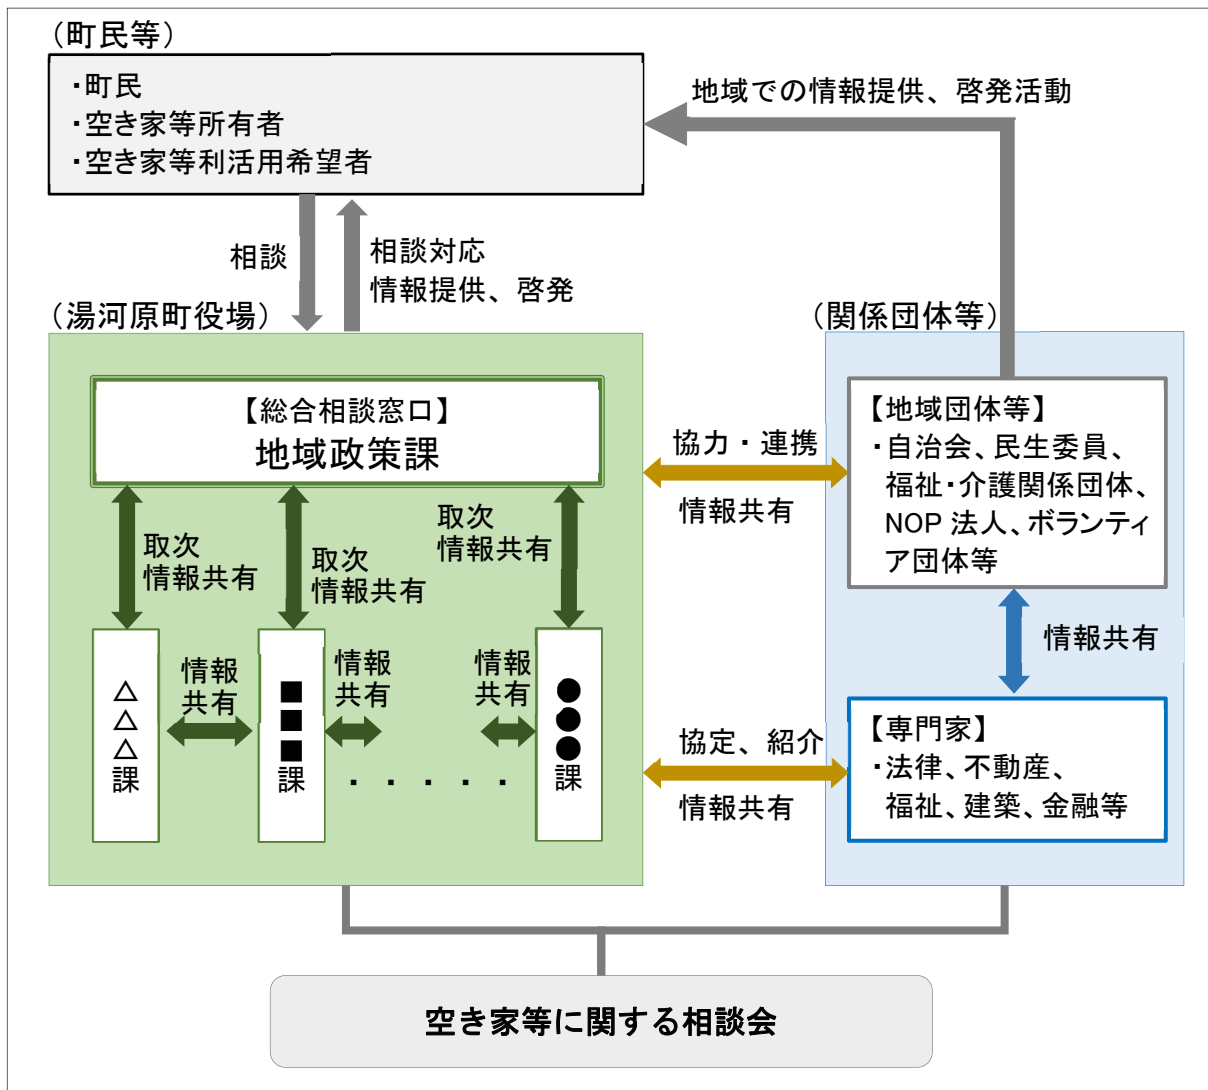 (町民等)
・町民
・空き家等所有者
・空き家等利活用希望者
地域での情報提供、啓発活動
相談
相談対応
情報提供、啓発
(湯河原町役場)
【総合相談窓口】
地域政策課
取次
情報共有
取次
情報共有
取次
情報共有
△△△課
情報
共有
■■■課
情報
共有
・・・・・
情報
共有
●●●課
協力・連携
情報共有
協定、紹介
情報共有
(関係団体等)
【地域団体等】
・自治会、民生委員、
福祉・介護関係団体、
NOP 法人、ボランティ
ア団体等
情報共有
【専門家】
・法律、不動産、
福祉、建築、金融等
空き家等に関する相談会